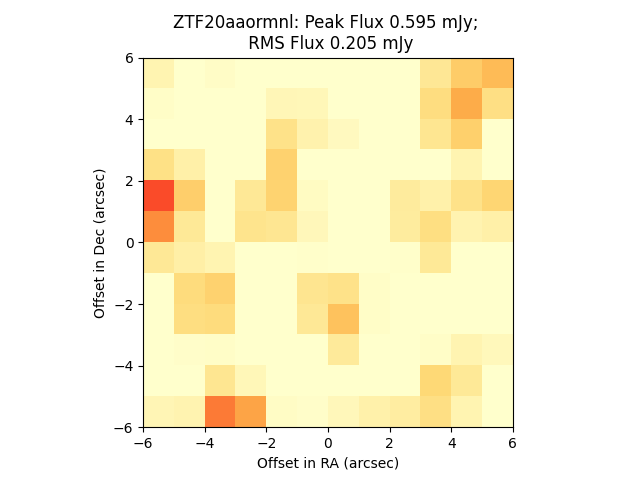 ZTF20aaormnl: Peak Flux 0.595 mJy;
RMS Flux 0.205 mJy
6
4
2
0
−2
−4
−6
Offset in Dec (arcsec)
−6 −4 −2 0 2 4 6
Offset in RA (arcsec)